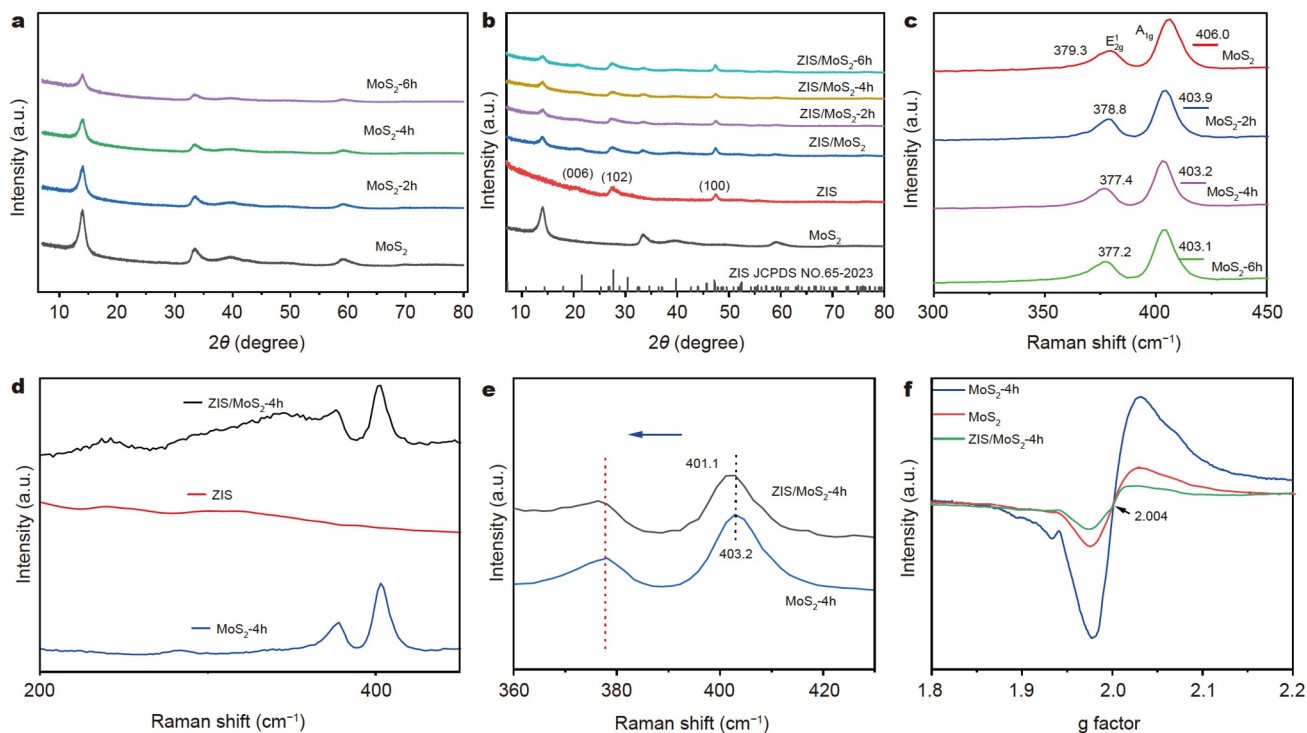 a
Intensity (a.u.)
MoS2-6h
MoS2-4h
MoS2-2h
MoS2
10 20 30 40 50 60 70 80
2θ (degree)
b
Intensity (a.u.)
ZIS/MoS2-6h
ZIS/MoS2-4h
ZIS/MoS2-2h
ZIS/MoS2
(006) (102) (100) ZIS
MoS2
ZIS JCPDS NO.65-2023
10 20 30 40 50 60 70 80
2θ (degree)
c
Intensity (a.u.)
379.3 E¹2g A1g 406.0
MoS2
378.8 403.9
MoS2-2h
377.4 403.2
MoS2-4h
377.2 403.1
MoS2-6h
300 350 400 450
Raman shift (cm⁻¹)
d
Intensity (a.u.)
ZIS/MoS2-4h
ZIS
MoS2-4h
200 400
Raman shift (cm⁻¹)
e
Intensity (a.u.)
401.1
ZIS/MoS2-4h
403.2
MoS2-4h
360 380 400 420
Raman shift (cm⁻¹)
f
Intensity (a.u.)
MoS2-4h
MoS2
ZIS/MoS2-4h
2.004
1.8 1.9 2.0 2.1 2.2
g factor